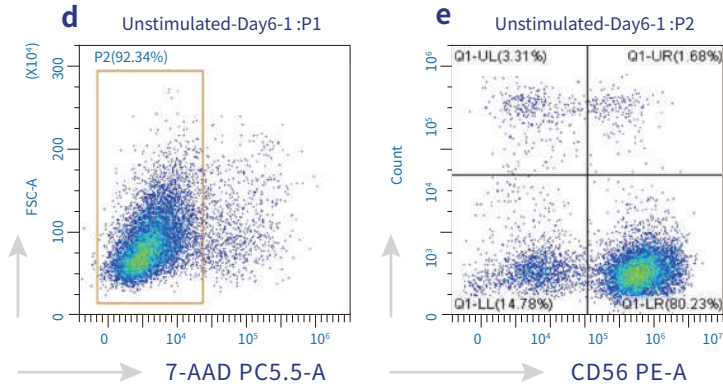 d
Unstimulated-Day6-1 :P1
P2(92.34%)
(X10⁴)
FSC-A
300
200
100
0
0 10⁴ 10⁵ 10⁶
7-AAD PC5.5-A
e
Unstimulated-Day6-1 :P2
Q1-UL(3.31%) Q1-UR(1.68%)
Count
10⁶
10⁵
10⁴
10³
0
Q1-LL(14.78%) Q1-LR(80.23%)
0 10⁴ 10⁵ 10⁶ 10⁷
CD56 PE-A